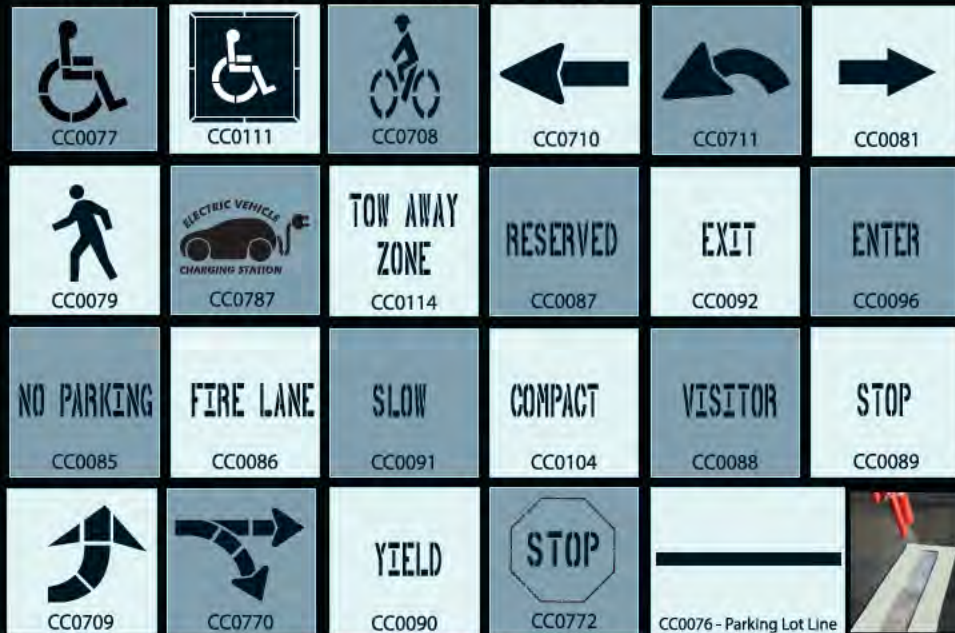 CC0077
CC0111
CC0708
CC0710
CC0711
CC0081
CC0079
ELECTRIC VEHICLE
CHARGING STATION
CC0787
TOW AWAY
ZONE
CC0114
RESERVED
CC0087
EXIT
CC0092
ENTER
CC0096
NO PARKING
CC0085
FIRE LANE
CC0086
SLOW
CC0091
COMPACT
CC0104
VISITOR
CC0088
STOP
CC0089
CC0709
CC0770
YIELD
CC0090
STOP
CC0772
CC0076 - Parking Lot Line